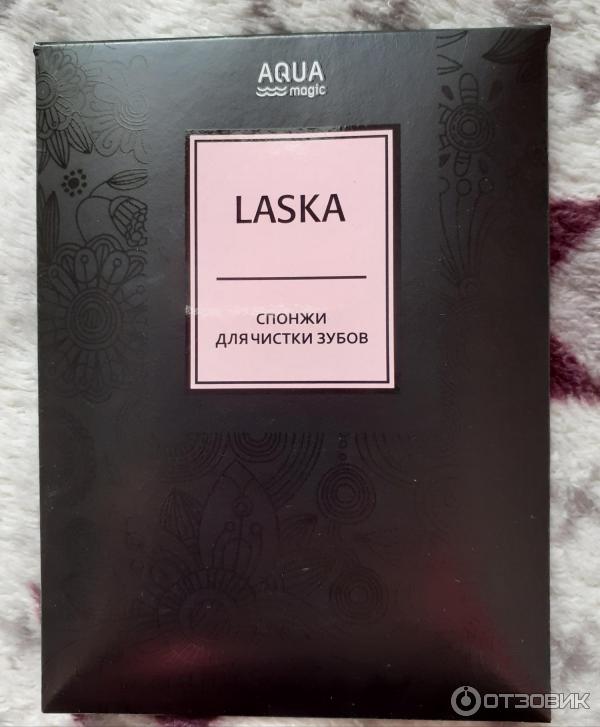 AQUA
magic
LASKA
СПОНЖИ
ДЛЯ ЧИСТКИ ЗУБОВ
ОТЗОВИК